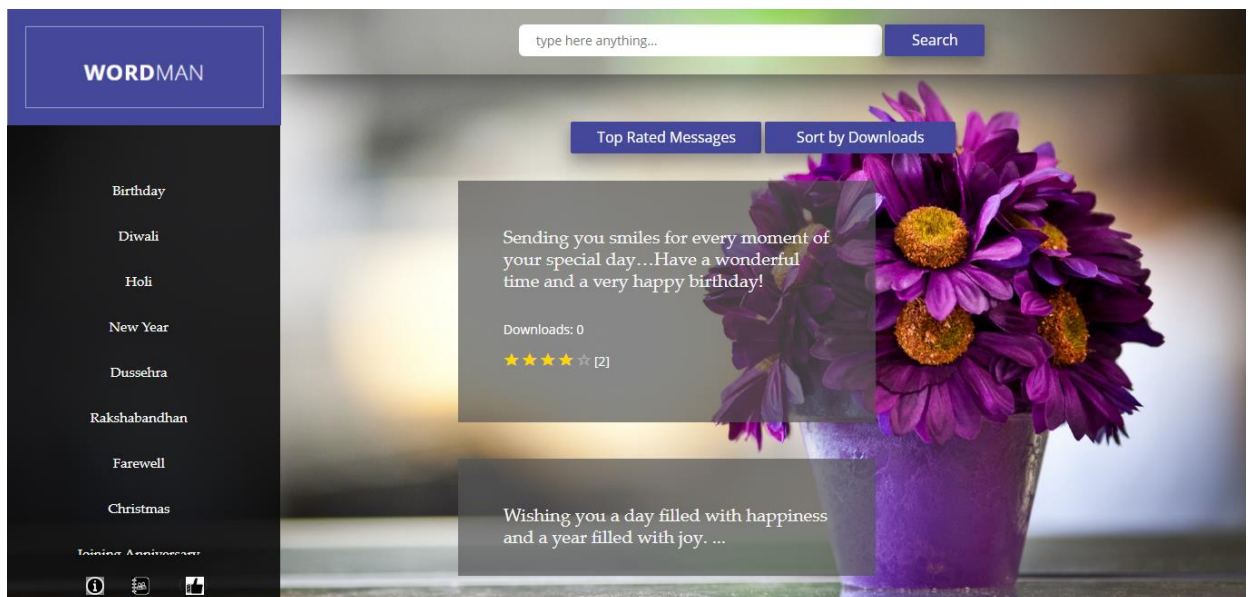 WORDMAN
Birthday
Diwali
Holi
New Year
Dussehra
Rakshabandhan
Farewell
Christmas
Joining Anniversary
type here anything...
Search
Top Rated Messages
Sort by Downloads
Sending you smiles for every moment of
your special day…Have a wonderful
time and a very happy birthday!
Downloads: 0
[2]
Wishing you a day filled with happiness
and a year filled with joy. ...